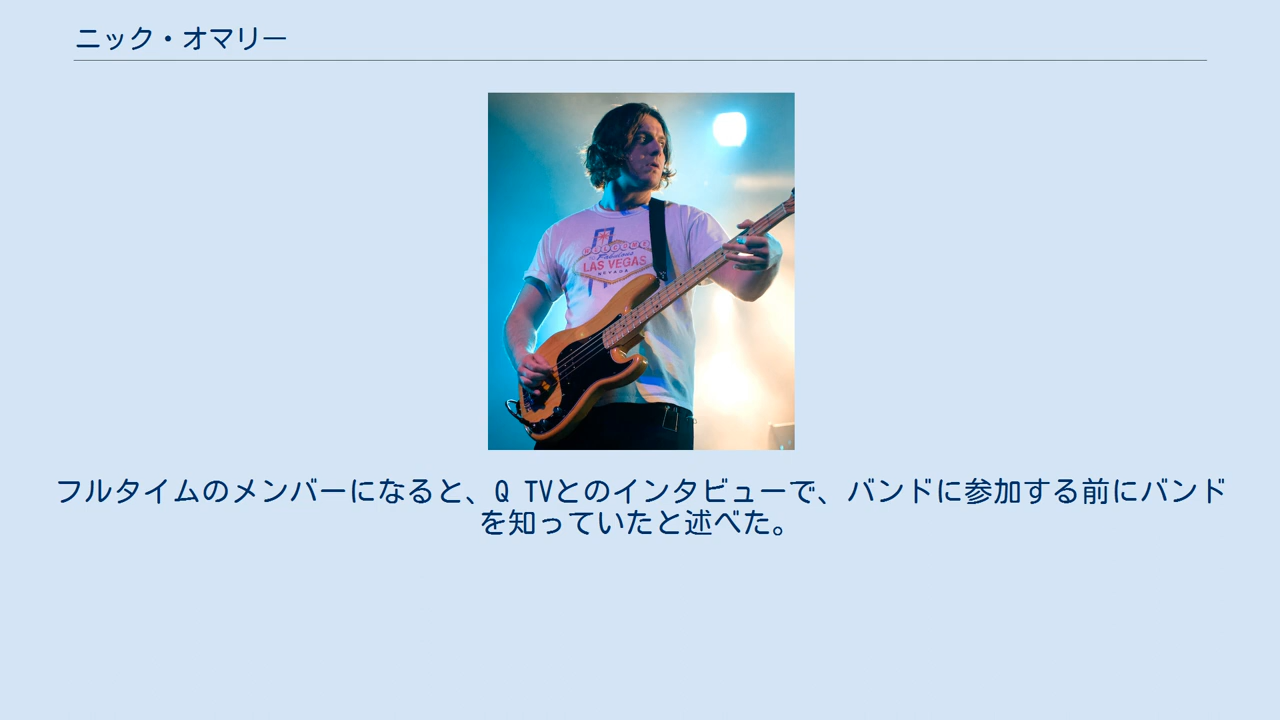 ニック・オマリー
LAS VEGAS
NEVADA
フルタイムのメンバーになると、Q TVとのインタビューで、バンドに参加する前にバンド
を知っていたと述べた。